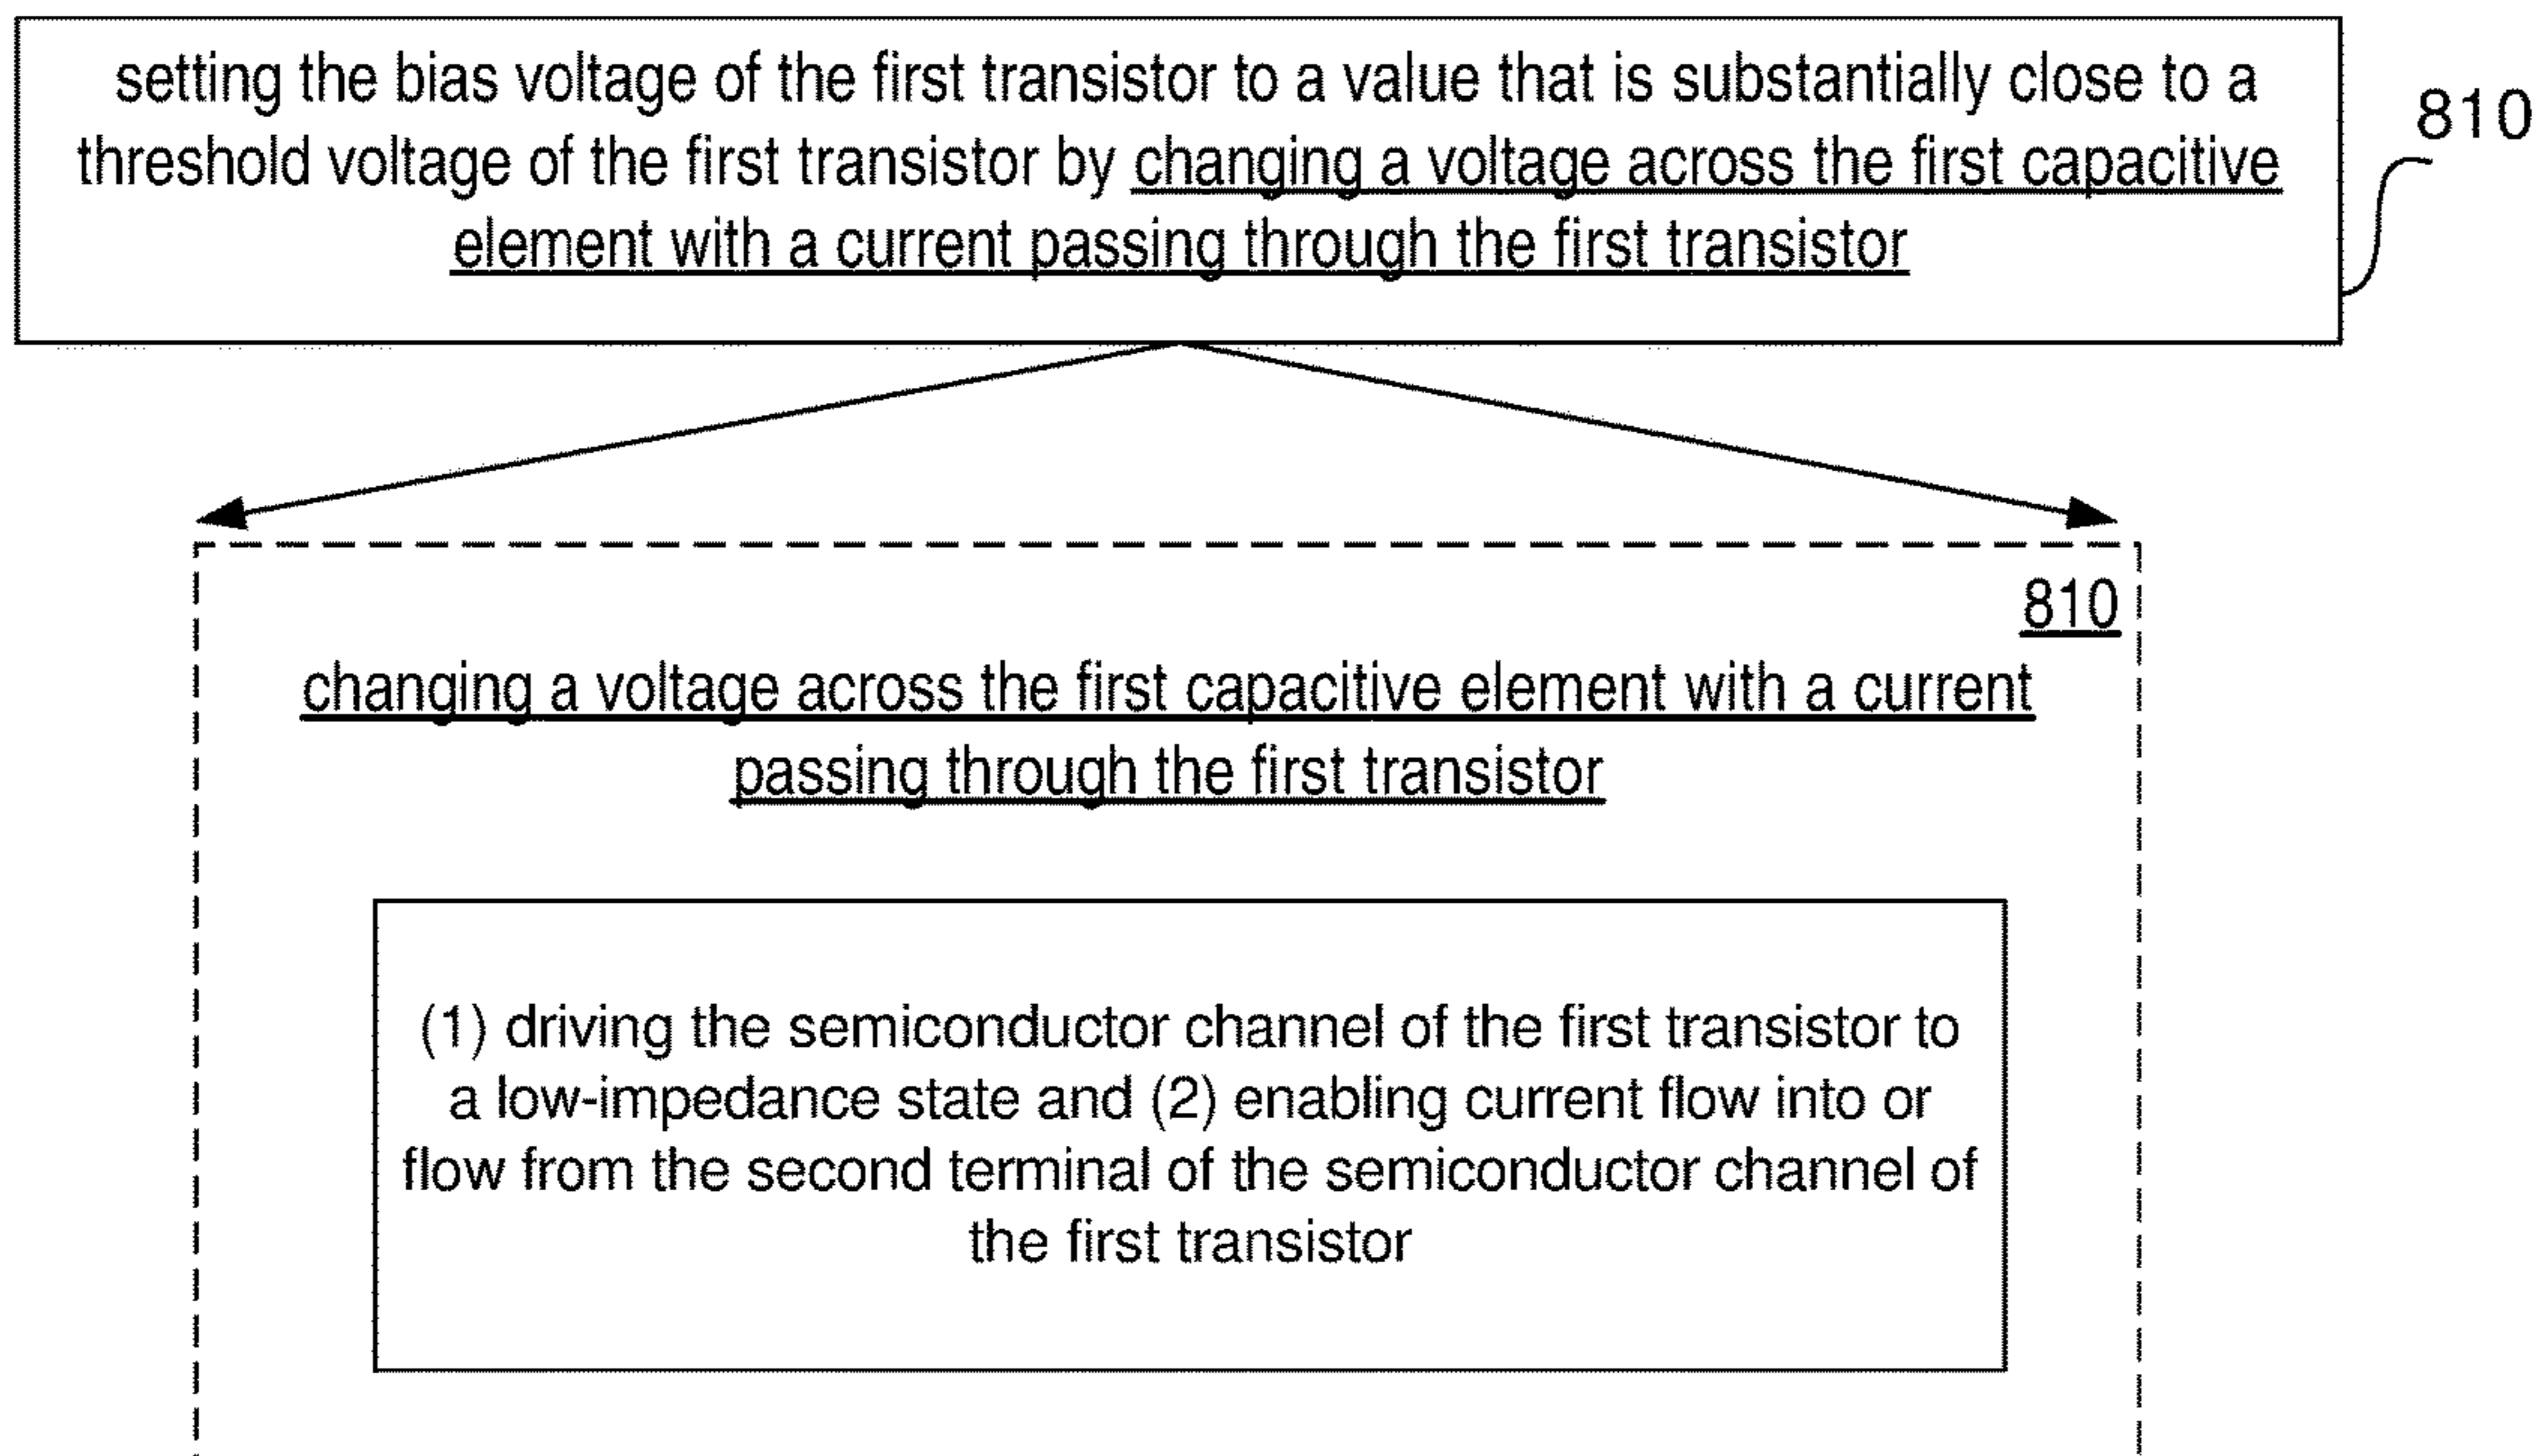 setting the bias voltage of the first transistor to a value that is substantially close to a
threshold voltage of the first transistor by changing a voltage across the first capacitive
element with a current passing through the first transistor
810
810
changing a voltage across the first capacitive element with a current
passing through the first transistor
(1) driving the semiconductor channel of the first transistor to
a low-impedance state and (2) enabling current flow into or
flow from the second terminal of the semiconductor channel of
the first transistor